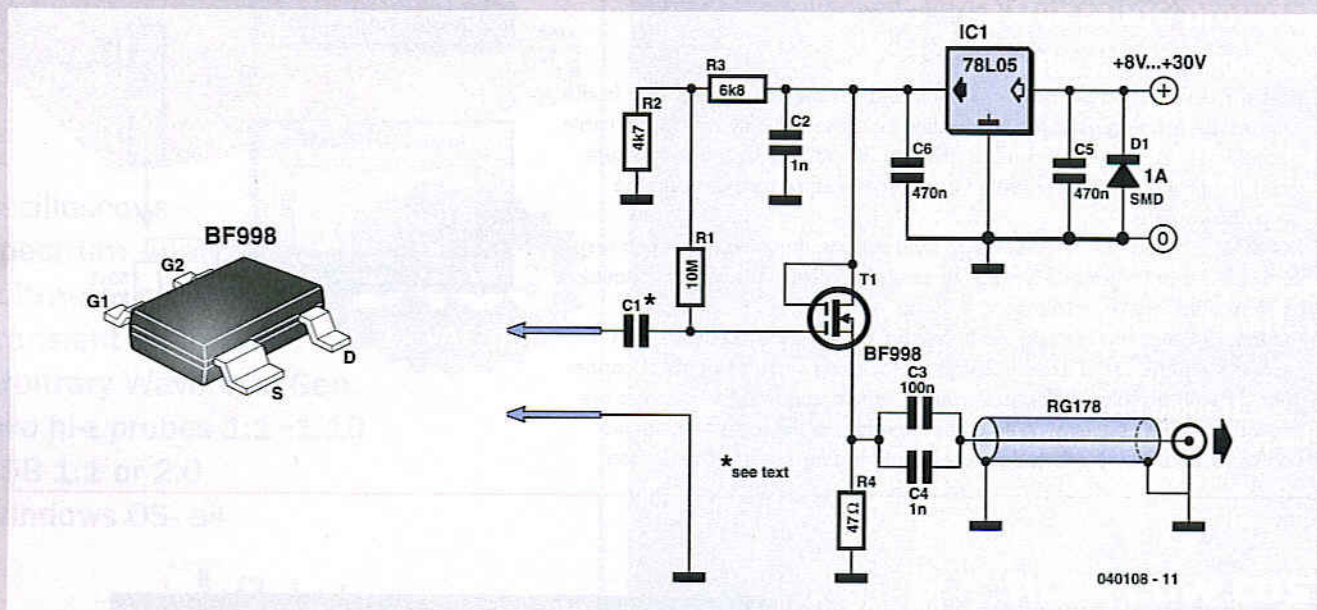 BF998
G2
G1
D
S
IC1
78L05
+8V...+30V
+
R3
6k8
R2
4k7
C2
1n
C6
470n
C5
470n
D1
1A
SMD
0
R1
10M
C1*
T1
BF998
C3
100n
C4
1n
RG178
* see text
R4
47Ω
040108 - 11